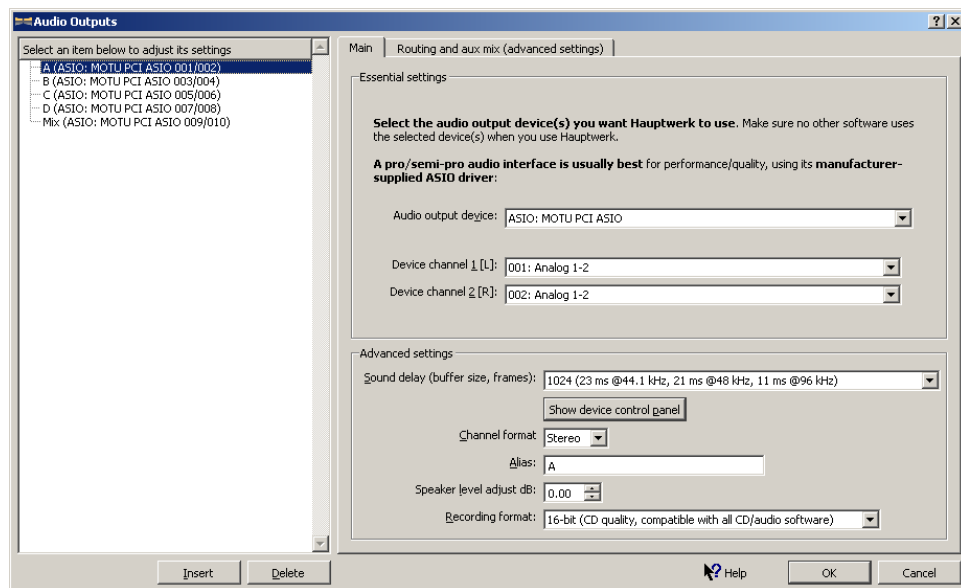 Audio Outputs
Select an item below to adjust its settings
A (ASIO: MOTU PCI ASIO 001/002)
B (ASIO: MOTU PCI ASIO 003/004)
C (ASIO: MOTU PCI ASIO 005/006)
D (ASIO: MOTU PCI ASIO 007/008)
Mix (ASIO: MOTU PCI ASIO 009/010)
Insert
Delete
Main
Routing and aux mix (advanced settings)
Essential settings
Select the audio output device(s) you want Hauptwerk to use. Make sure no other software uses
the selected device(s) when you use Hauptwerk.
A pro/semi-pro audio interface is usually best for performance/quality, using its manufacturer-
supplied ASIO driver:
Audio output device: ASIO: MOTU PCI ASIO
Device channel 1 [L]: 001: Analog 1-2
Device channel 2 [R]: 002: Analog 1-2
Advanced settings
Sound delay (buffer size, frames): 1024 (23 ms @44.1 kHz, 21 ms @48 kHz, 11 ms @96 kHz)
Show device control panel
Channel format Stereo
Alias: A
Speaker level adjust dB: 0.00
Recording format: 16-bit (CD quality, compatible with all CD/audio software)
Help
OK
Cancel